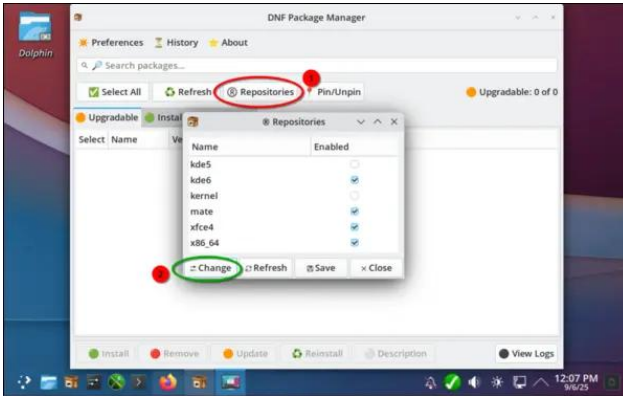 DNF Package Manager
Dolphin
Preferences History About
Search packages...
1
Select All Refresh Repositories Pin/Unpin Upgradable: 0 of 0
Upgradable Instal
Repositories
Select Name Ve
Name Enabled
kde5
kde6
kernel
mate
xfce4
x86_64
2
Change Refresh Save Close
Install Remove Update Reinstall Description View Logs
12:07 PM
9/6/25